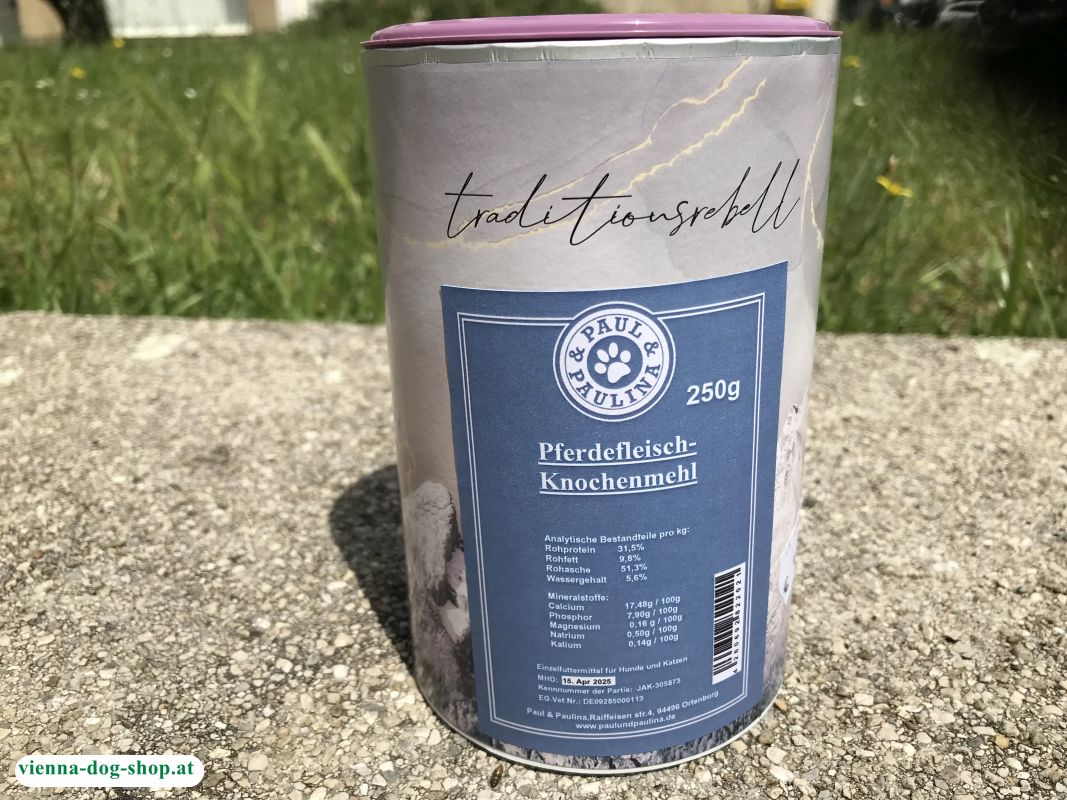 traditionsrebell
& PAUL &
PAULINA
250g
Pferdefleisch-
Knochenmehl
Analytische Bestandteile pro kg:
Rohprotein 31,5%
Rohfett 9,8%
Rohasche 51,3%
Wassergehalt 5,6%
Mineralstoffe:
Calcium 17,48g / 100g
Phosphor 7,90g / 100g
Magnesium 0,16 g / 100g
Natrium 0,50g / 100g
Kalium 0,14g / 100g
Einzelfuttermittel für Hunde und Katzen
MHD: 15. Apr 2025
Kennnummer der Partie: JAK-305873
EG.Vet.Nr.: DE09285000113
Paul & Paulina,Raiffeisen str.4, 94496 Ortenburg
www.paulundpaulina.de
vienna-dog-shop.at